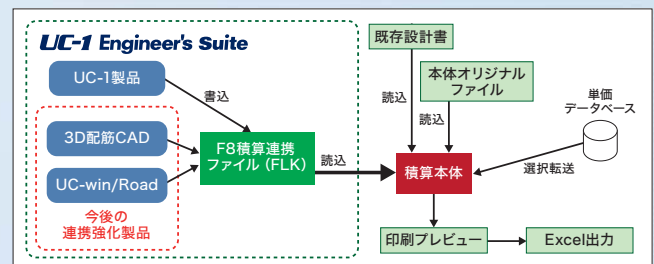 UC-1 Engineer's Suite
UC-1製品
書込
3D配筋CAD
UC-win/Road
今後の
連携強化製品
F8積算連携
ファイル（FLK）
読込
既存設計書
読込
本体オリジナル
ファイル
読込
単価
データベース
選択転送
積算本体
印刷プレビュー
Excel出力